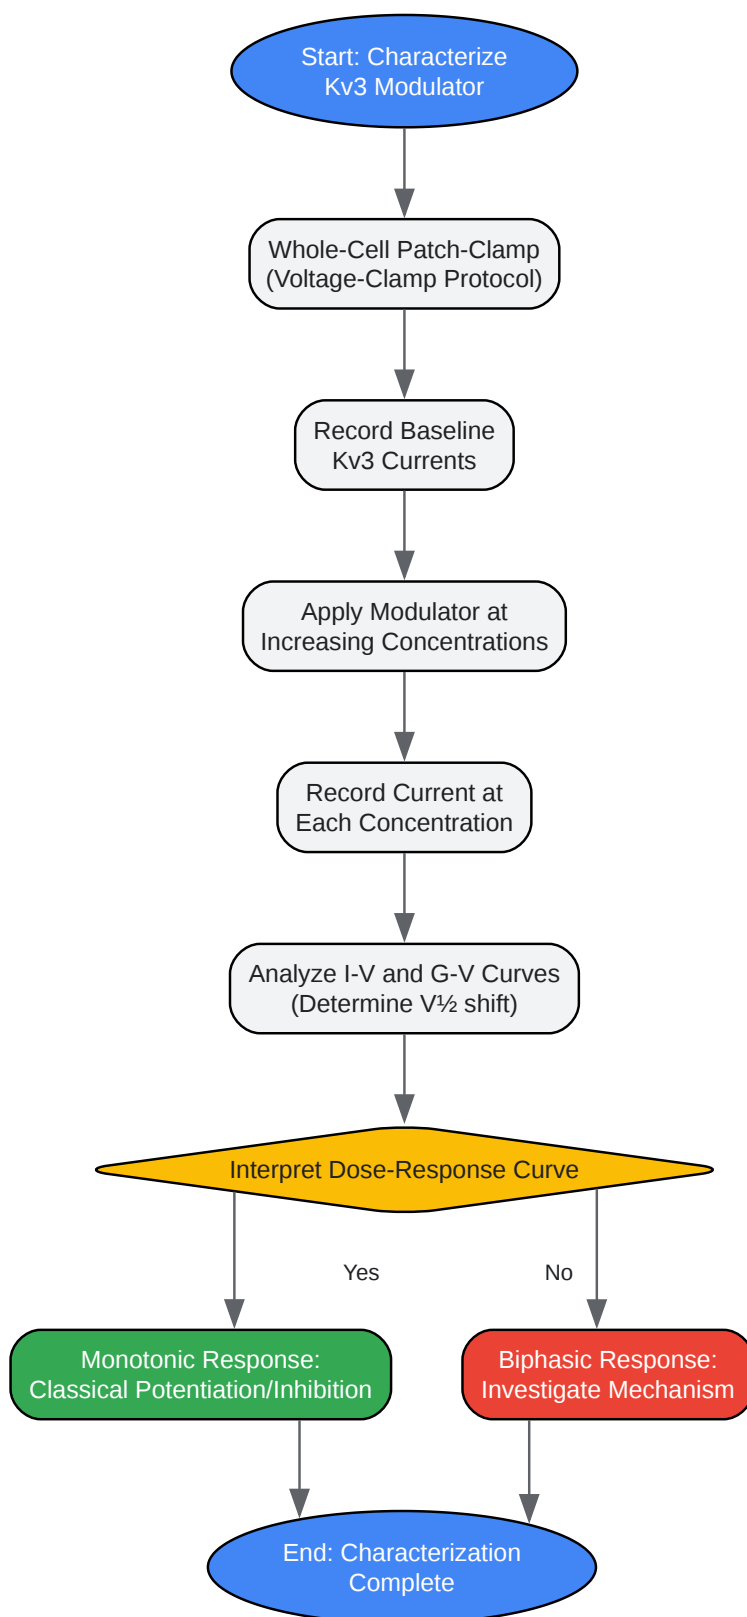 Start: Characterize
Kv3 Modulator
Whole-Cell Patch-Clamp
(Voltage-Clamp Protocol)
Record Baseline
Kv3 Currents
Apply Modulator at
Increasing Concentrations
Record Current at
Each Concentration
Analyze I-V and G-V Curves
(Determine V½ shift)
Interpret Dose-Response Curve
Yes
No
Monotonic Response:
Classical Potentiation/Inhibition
Biphasic Response:
Investigate Mechanism
End: Characterization
Complete